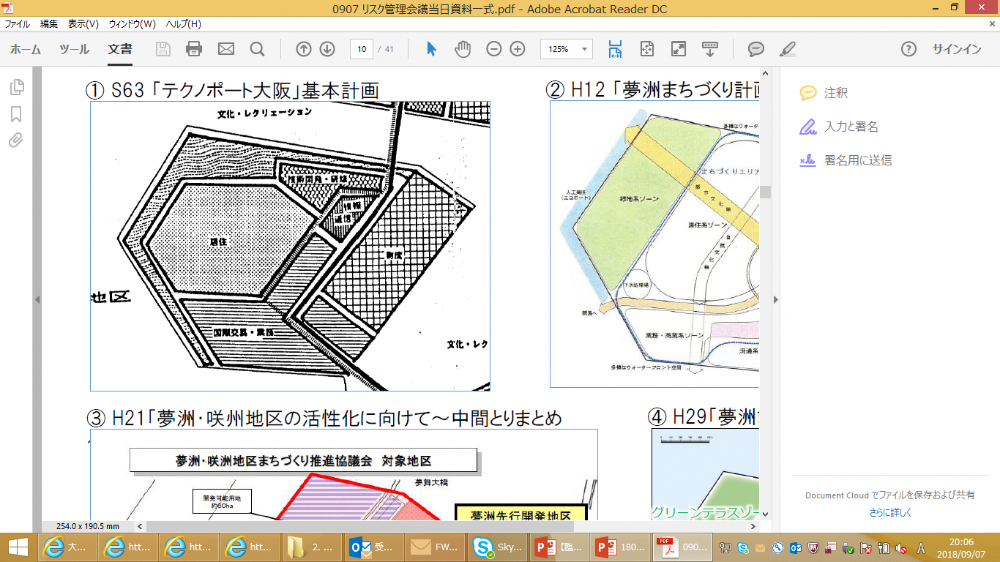 0907 リスク管理会議当日資料一式.pdf - Adobe Acrobat Reader DC
ファイル 編集 表示(V) ウィンドウ(W) ヘルプ(H)
ホーム ツール 文書 10 / 41 125% サインイン
① S63 「テクノポート大阪」基本計画
文化・レクリェーション
技術開発・研究
情報
通信
居住
物流
地区
国際交易・業務
文化・レク
② H12 「夢洲まちづくり計画
多様なウォータ
まちづくりエリア
人工海浜
(エコポート)
緑地系ゾーン
都市文化軸
居住系ゾーン
自然文化軸
下水処理場
新島へ
業務・商業系ゾーン
流通系
多様なウォーターフロント空間
③ H21「夢洲・咲州地区の活性化に向けて～中間とりまとめ
夢洲・咲洲地区まちづくり推進協議会 対象地区
開発可能用地
約60ha
夢舞大橋
夢洲先行開発地区
④ H29「夢洲
グリーンテラスゾー
注釈
入力と署名
署名用に送信
Document Cloud でファイルを保存および共有
さらに詳しく
254.0 x 190.5 mm
大... htt... htt... htt... 2. ... 受... FW... Sky... 【臨... 180... 090... A
20:06
2018/09/07